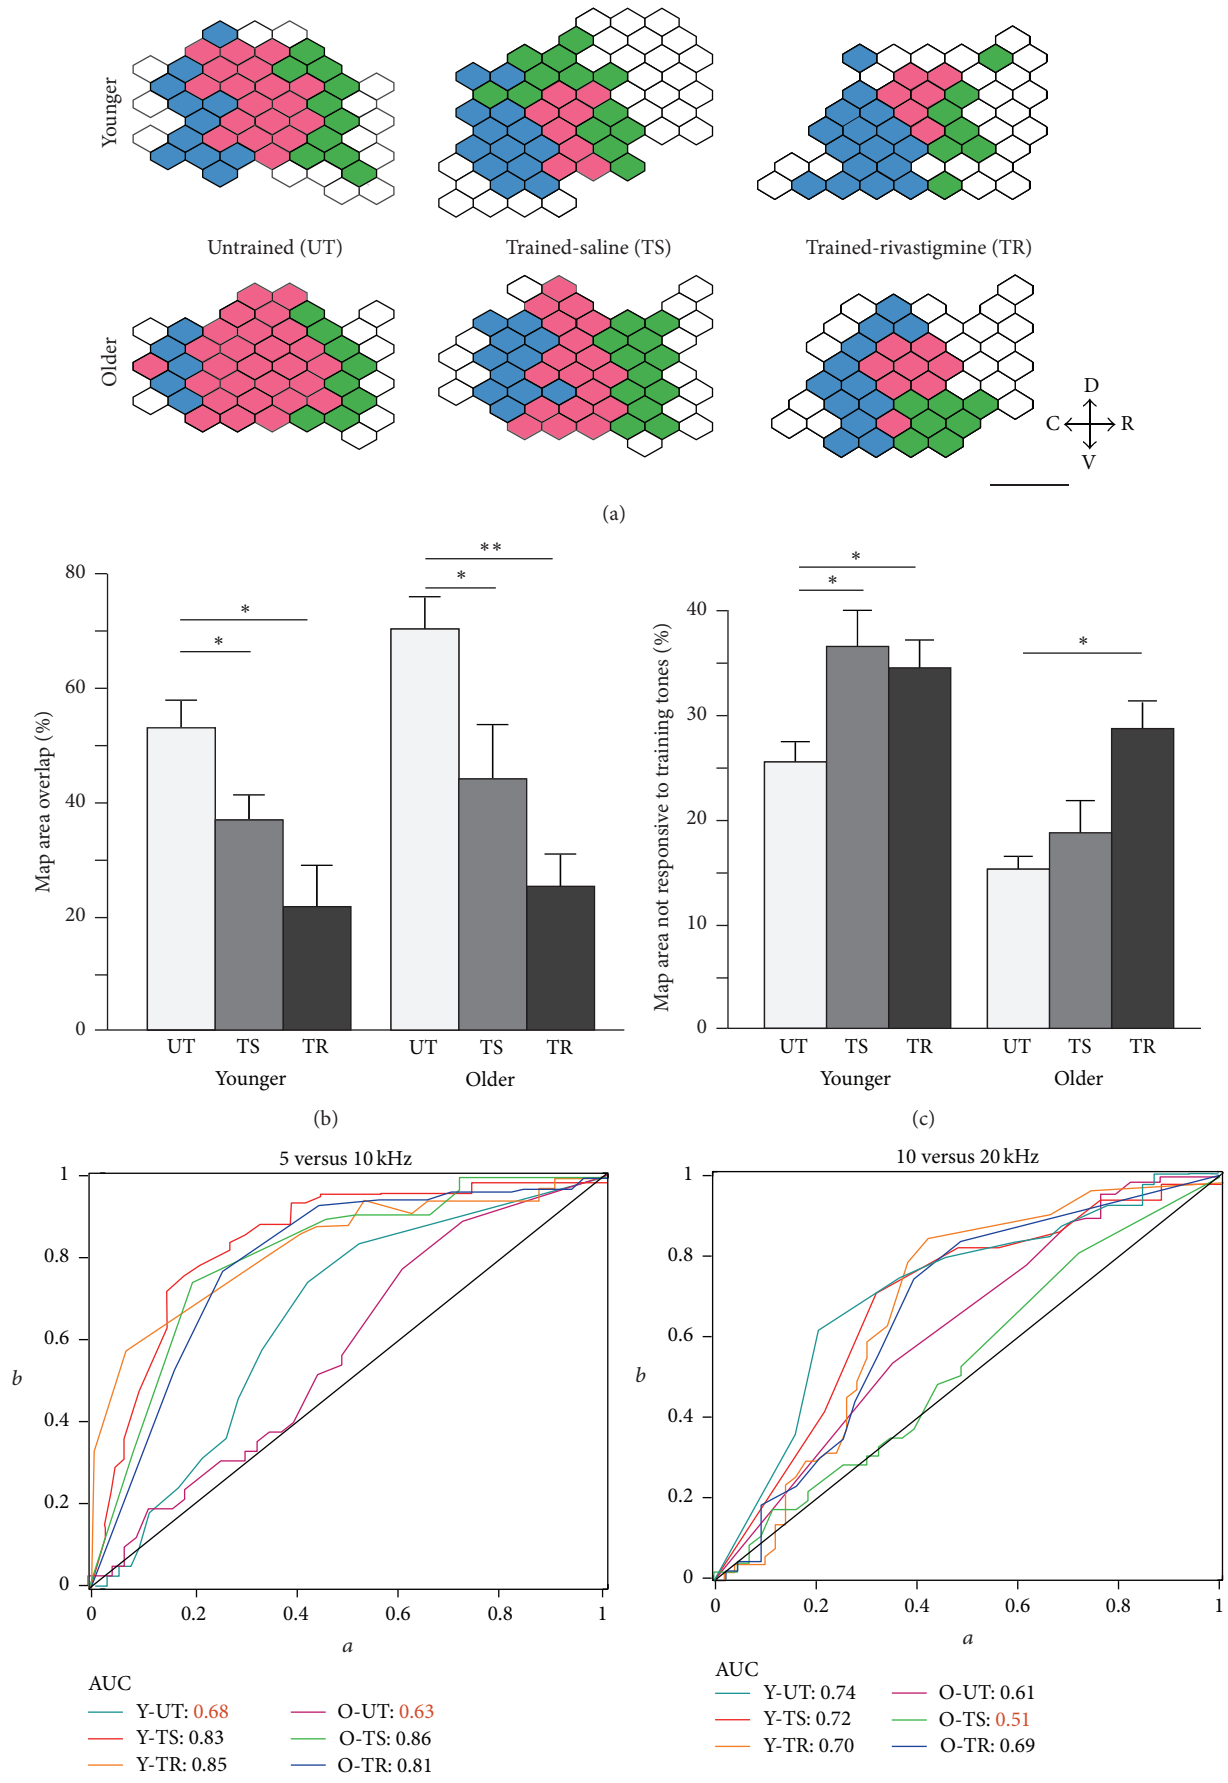 Younger
Untrained (UT)
Trained-saline (TS)
Trained-rivastigmine (TR)
Older
D
C
R
V
(a)
Map area overlap (%)
80
60
40
20
0
*
*
*
**
UT
TS
TR
UT
TS
TR
Younger
Older
(b)
Map area not responsive to training tones (%)
40
30
20
10
0
*
*
*
UT
TS
TR
UT
TS
TR
Younger
Older
(c)
5 versus 10 kHz
b
1
0.8
0.6
0.4
0.2
0
0
0.2
0.4
0.6
0.8
1
a
AUC
Y-UT: 0.68
Y-TS: 0.83
Y-TR: 0.85
O-UT: 0.63
O-TS: 0.86
O-TR: 0.81
10 versus 20 kHz
b
1
0.8
0.6
0.4
0.2
0
0
0.2
0.4
0.6
0.8
1
a
AUC
Y-UT: 0.74
Y-TS: 0.72
Y-TR: 0.70
O-UT: 0.61
O-TS: 0.51
O-TR: 0.69